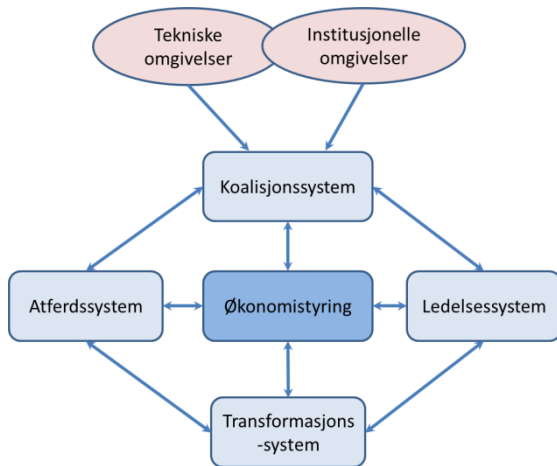 Tekniske
omgivelser
Institusjonelle
omgivelser
Koalisjonssystem
Atferdssystem
Økonomistyring
Ledelsessystem
Transformasjons
-system